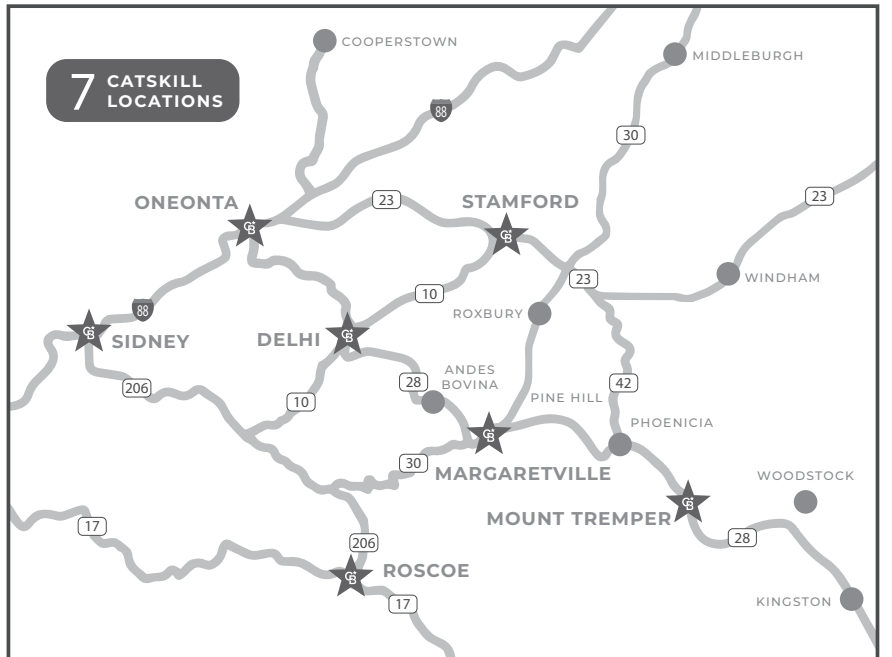 COOPERSTOWN
MIDDLEBURGH
7 CATSKILL
LOCATIONS
88
30
ONEONTA
23
STAMFORD
23
10
23
WINDHAM
88
ROXBURY
SIDNEY
DELHI
ANDES
BOVINA
28
42
206
10
PINE HILL
PHOENICIA
30
MARGARETVILLE
WOODSTOCK
MOUNT TREMPER
17
28
206
ROSCOE
17
KINGSTON